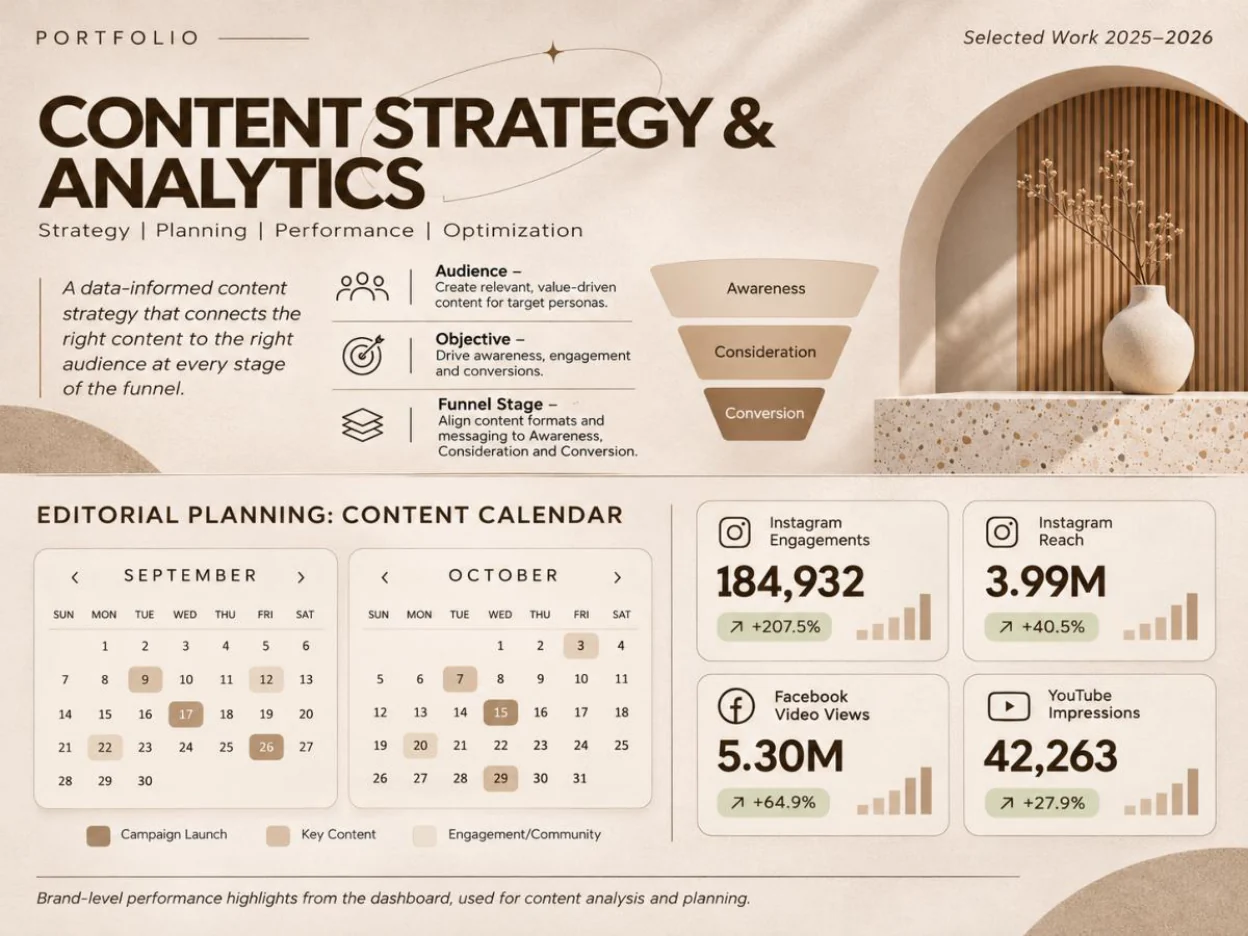 PORTFOLIO
Selected Work 2025–2026
CONTENT STRATEGY &
ANALYTICS
Strategy | Planning | Performance | Optimization
A data-informed content
strategy that connects the
right content to the right
audience at every stage
of the funnel.
Audience –
Create relevant, value-driven
content for target personas.
Objective –
Drive awareness, engagement
and conversions.
Funnel Stage –
Align content formats and
messaging to Awareness,
Consideration and Conversion.
Awareness
Consideration
Conversion
EDITORIAL PLANNING: CONTENT CALENDAR
‹ SEPTEMBER ›
SUN MON TUE WED THU FRI SAT
1 2 3 4 5 6
7 8 9 10 11 12 13
14 15 16 17 18 19 20
21 22 23 24 25 26 27
28 29 30
‹ OCTOBER ›
SUN MON TUE WED THU FRI SAT
1 2 3 4
5 6 7 8 9 10 11
12 13 14 15 16 17 18
19 20 21 22 23 24 25
26 27 28 29 30 31
Campaign Launch
Key Content
Engagement/Community
Instagram
Engagements
184,932
↗ +207.5%
Instagram
Reach
3.99M
↗ +40.5%
Facebook
Video Views
5.30M
↗ +64.9%
YouTube
Impressions
42,263
↗ +27.9%
Brand-level performance highlights from the dashboard, used for content analysis and planning.